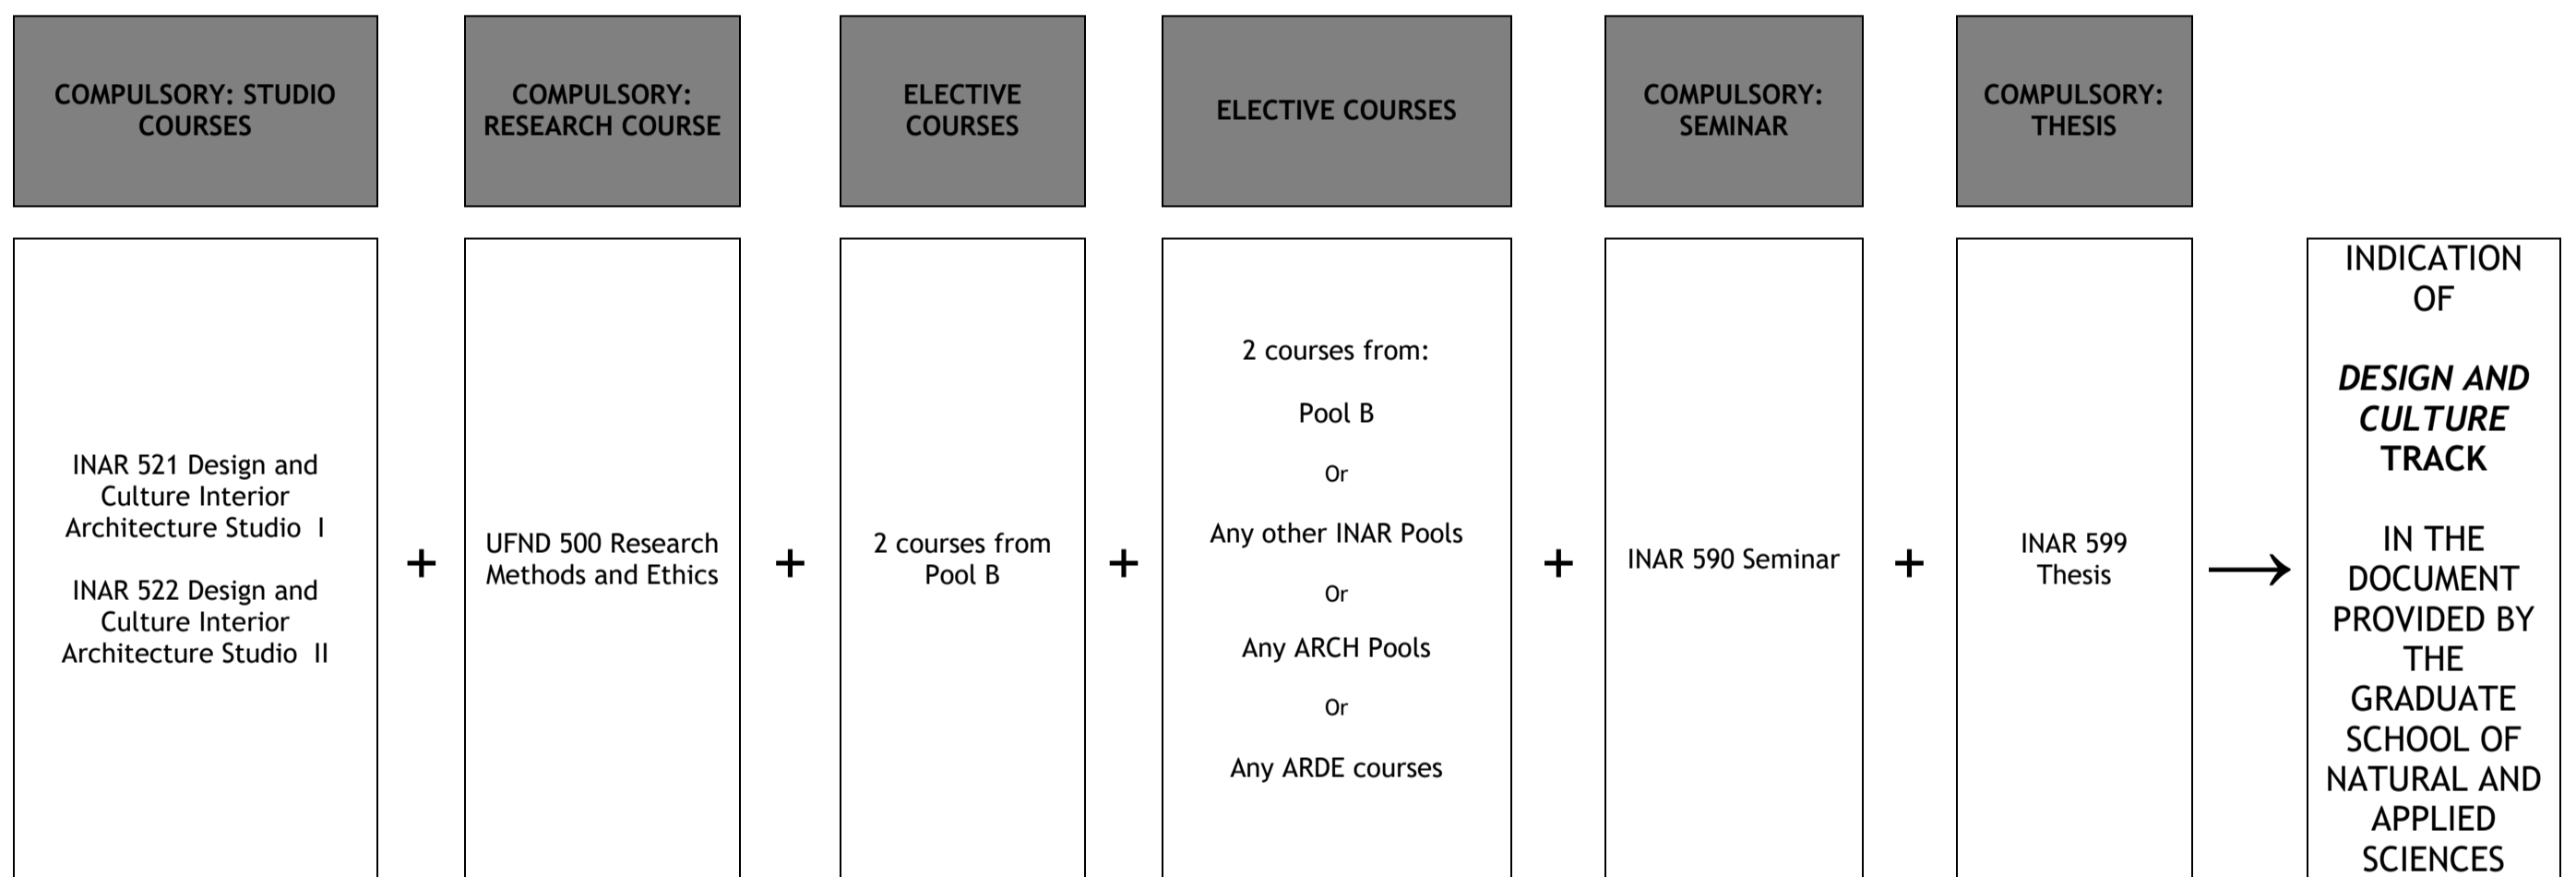 COMPULSORY: STUDIO
COURSES
COMPULSORY:
RESEARCH COURSE
ELECTIVE
COURSES
ELECTIVE COURSES
COMPULSORY:
SEMINAR
COMPULSORY:
THESIS
INAR 521 Design and
Culture Interior
Architecture Studio I
INAR 522 Design and
Culture Interior
Architecture Studio II
+
UFND 500 Research
Methods and Ethics
+
2 courses from
Pool B
+
2 courses from:
Pool B
Or
Any other INAR Pools
Or
Any ARCH Pools
Or
Any ARDE courses
+
INAR 590 Seminar
+
INAR 599
Thesis
→
INDICATION
OF
DESIGN AND
CULTURE
TRACK
IN THE
DOCUMENT
PROVIDED BY
THE
GRADUATE
SCHOOL OF
NATURAL AND
APPLIED
SCIENCES